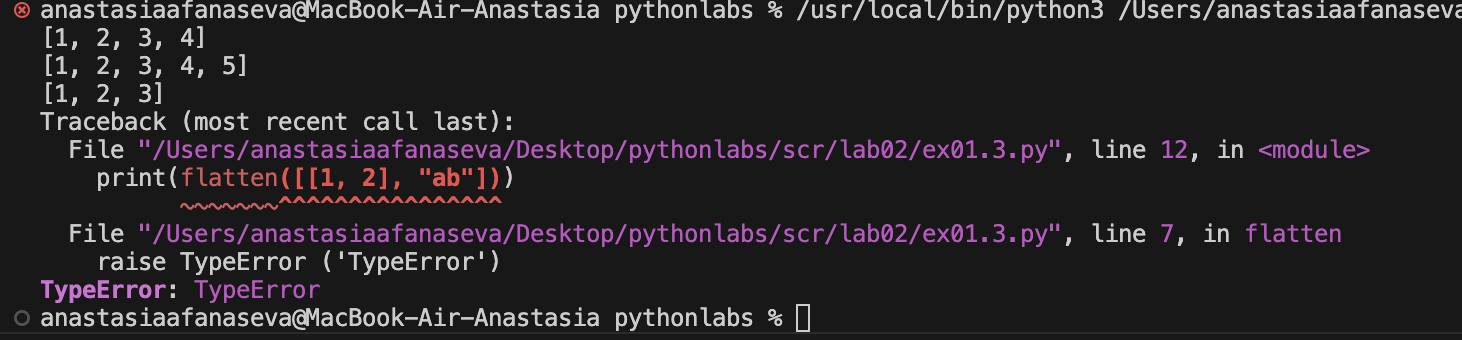 anastasiaafanaseva@MacBook-Air-Anastasia pythonlabs % /usr/local/bin/python3 /Users/anastasiaafanaseva
[1, 2, 3, 4]
[1, 2, 3, 4, 5]
[1, 2, 3]
Traceback (most recent call last):
  File "/Users/anastasiaafanaseva/Desktop/pythonlabs/scr/lab02/ex01.3.py", line 12, in <module>
    print(flatten([[1, 2], "ab"]))
          ~~~~~~~^^^^^^^^^^^^^^^^
  File "/Users/anastasiaafanaseva/Desktop/pythonlabs/scr/lab02/ex01.3.py", line 7, in flatten
    raise TypeError ('TypeError')
TypeError: TypeError
anastasiaafanaseva@MacBook-Air-Anastasia pythonlabs %